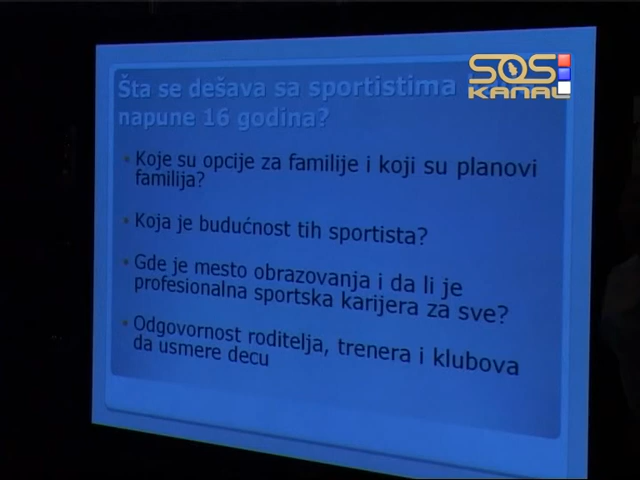 SOS
KANAL
Šta se dešava sa sportistima
napune 16 godina?
Koje su opcije za familije i koji su planovi
familija?
Koja je budućnost tih sportista?
Gde je mesto obrazovanja i da li je
profesionalna sportska karijera za sve?
Odgovornost roditelja, trenera i klubova
da usmere decu